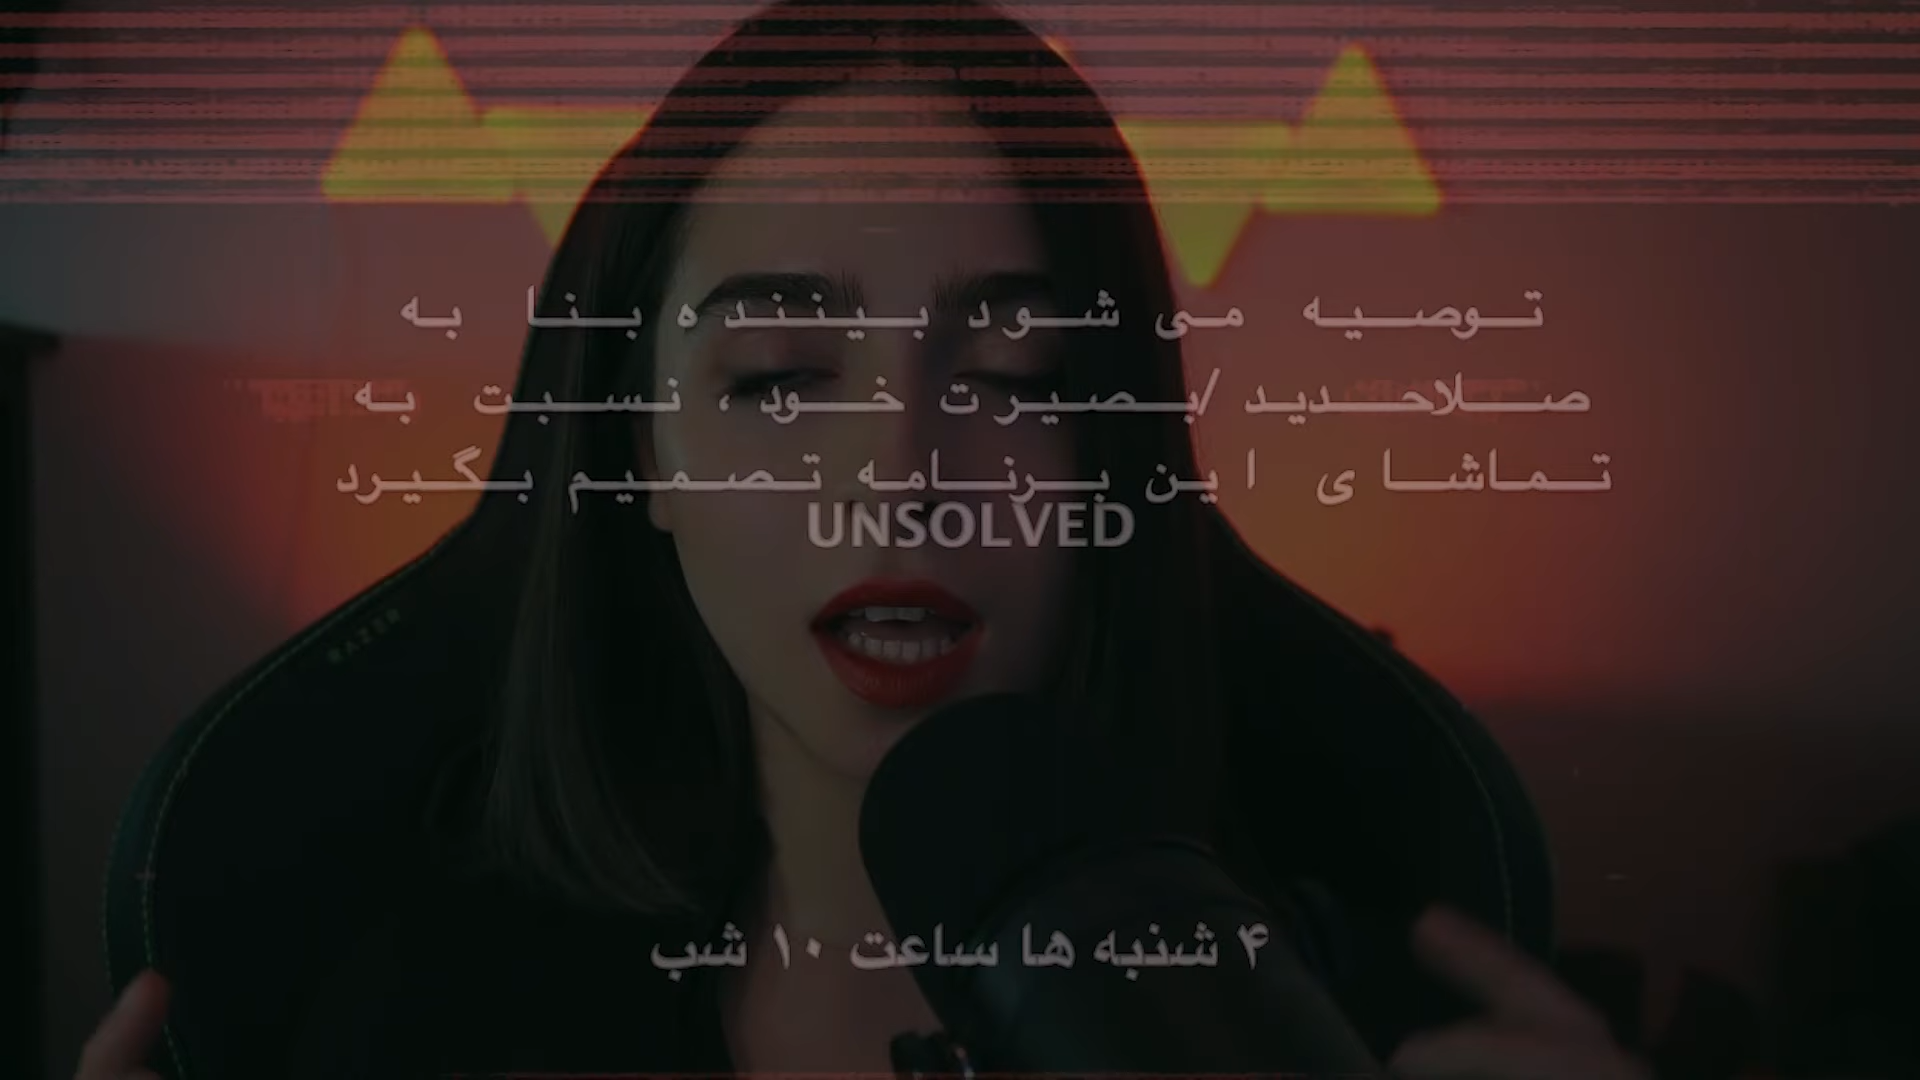 توصیه می شود بیننده بنا به
صلاحدید /بصیرت خود، نسبت به
تماشای این برنامه تصمیم بگیرد
UNSOLVED
۴ شنبه ها ساعت ۱۰ شب
RAZER